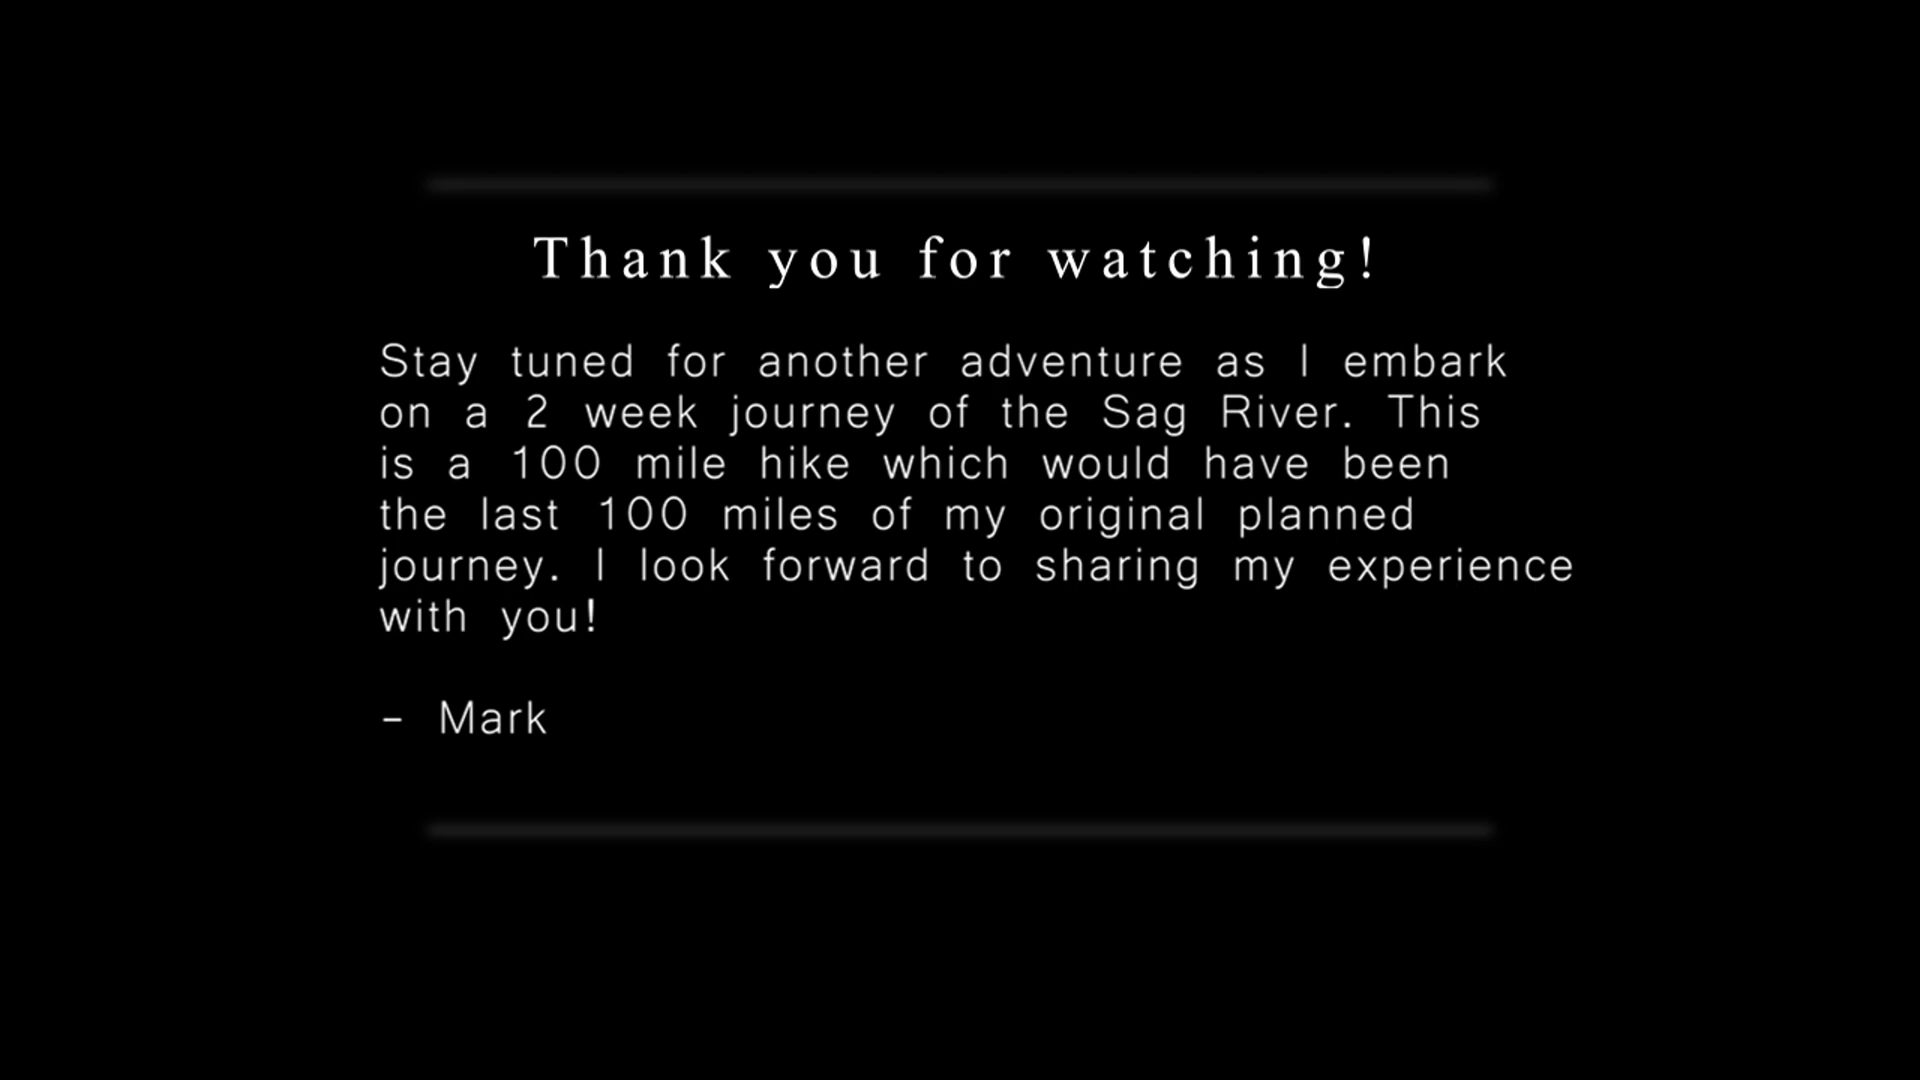 Thank you for watching!
Stay tuned for another adventure as I embark
on a 2 week journey of the Sag River. This
is a 100 mile hike which would have been
the last 100 miles of my original planned
journey. I look forward to sharing my experience
with you!
- Mark